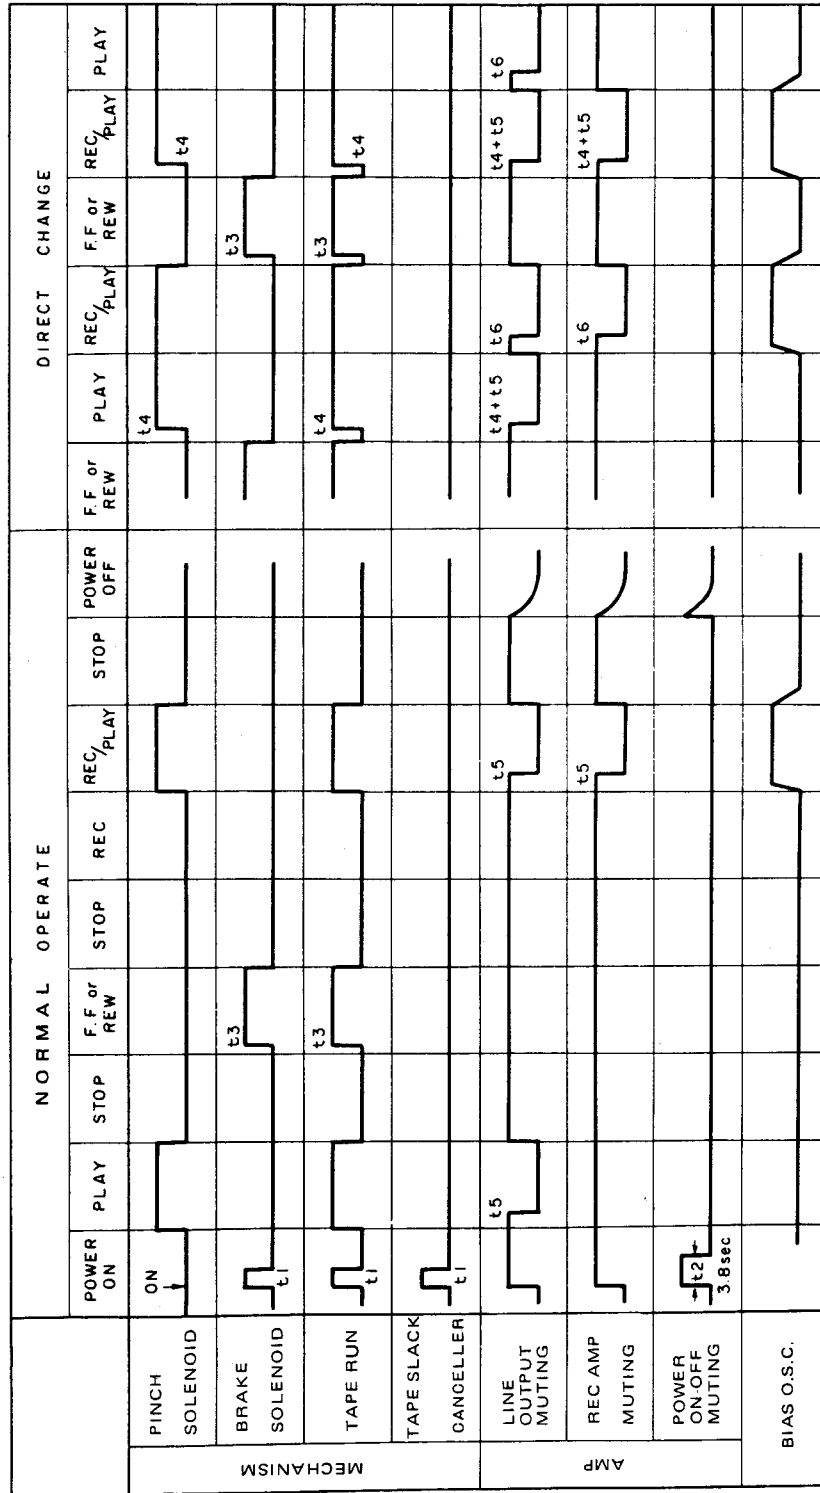 NORMAL OPERATE
DIRECT CHANGE
POWER ON
PLAY
STOP
F.F or REW
STOP
REC
REC/PLAY
STOP
POWER OFF
F.F or REW
PLAY
REC/PLAY
F.F or REW
REC/PLAY
PLAY
MECHANISM
PINCH SOLENOID
ON
t4
t4
BRAKE SOLENOID
t1
t3
t3
TAPE RUN
t1
t3
t4
t3
t4
TAPE SLACK CANCELLER
t1
AMP
LINE OUTPUT MUTING
t5
t5
t4+t5
t6
t4+t5
t6
REC AMP MUTING
t5
t6
t4+t5
POWER ON-OFF MUTING
t2
3.8sec
BIAS O.S.C.